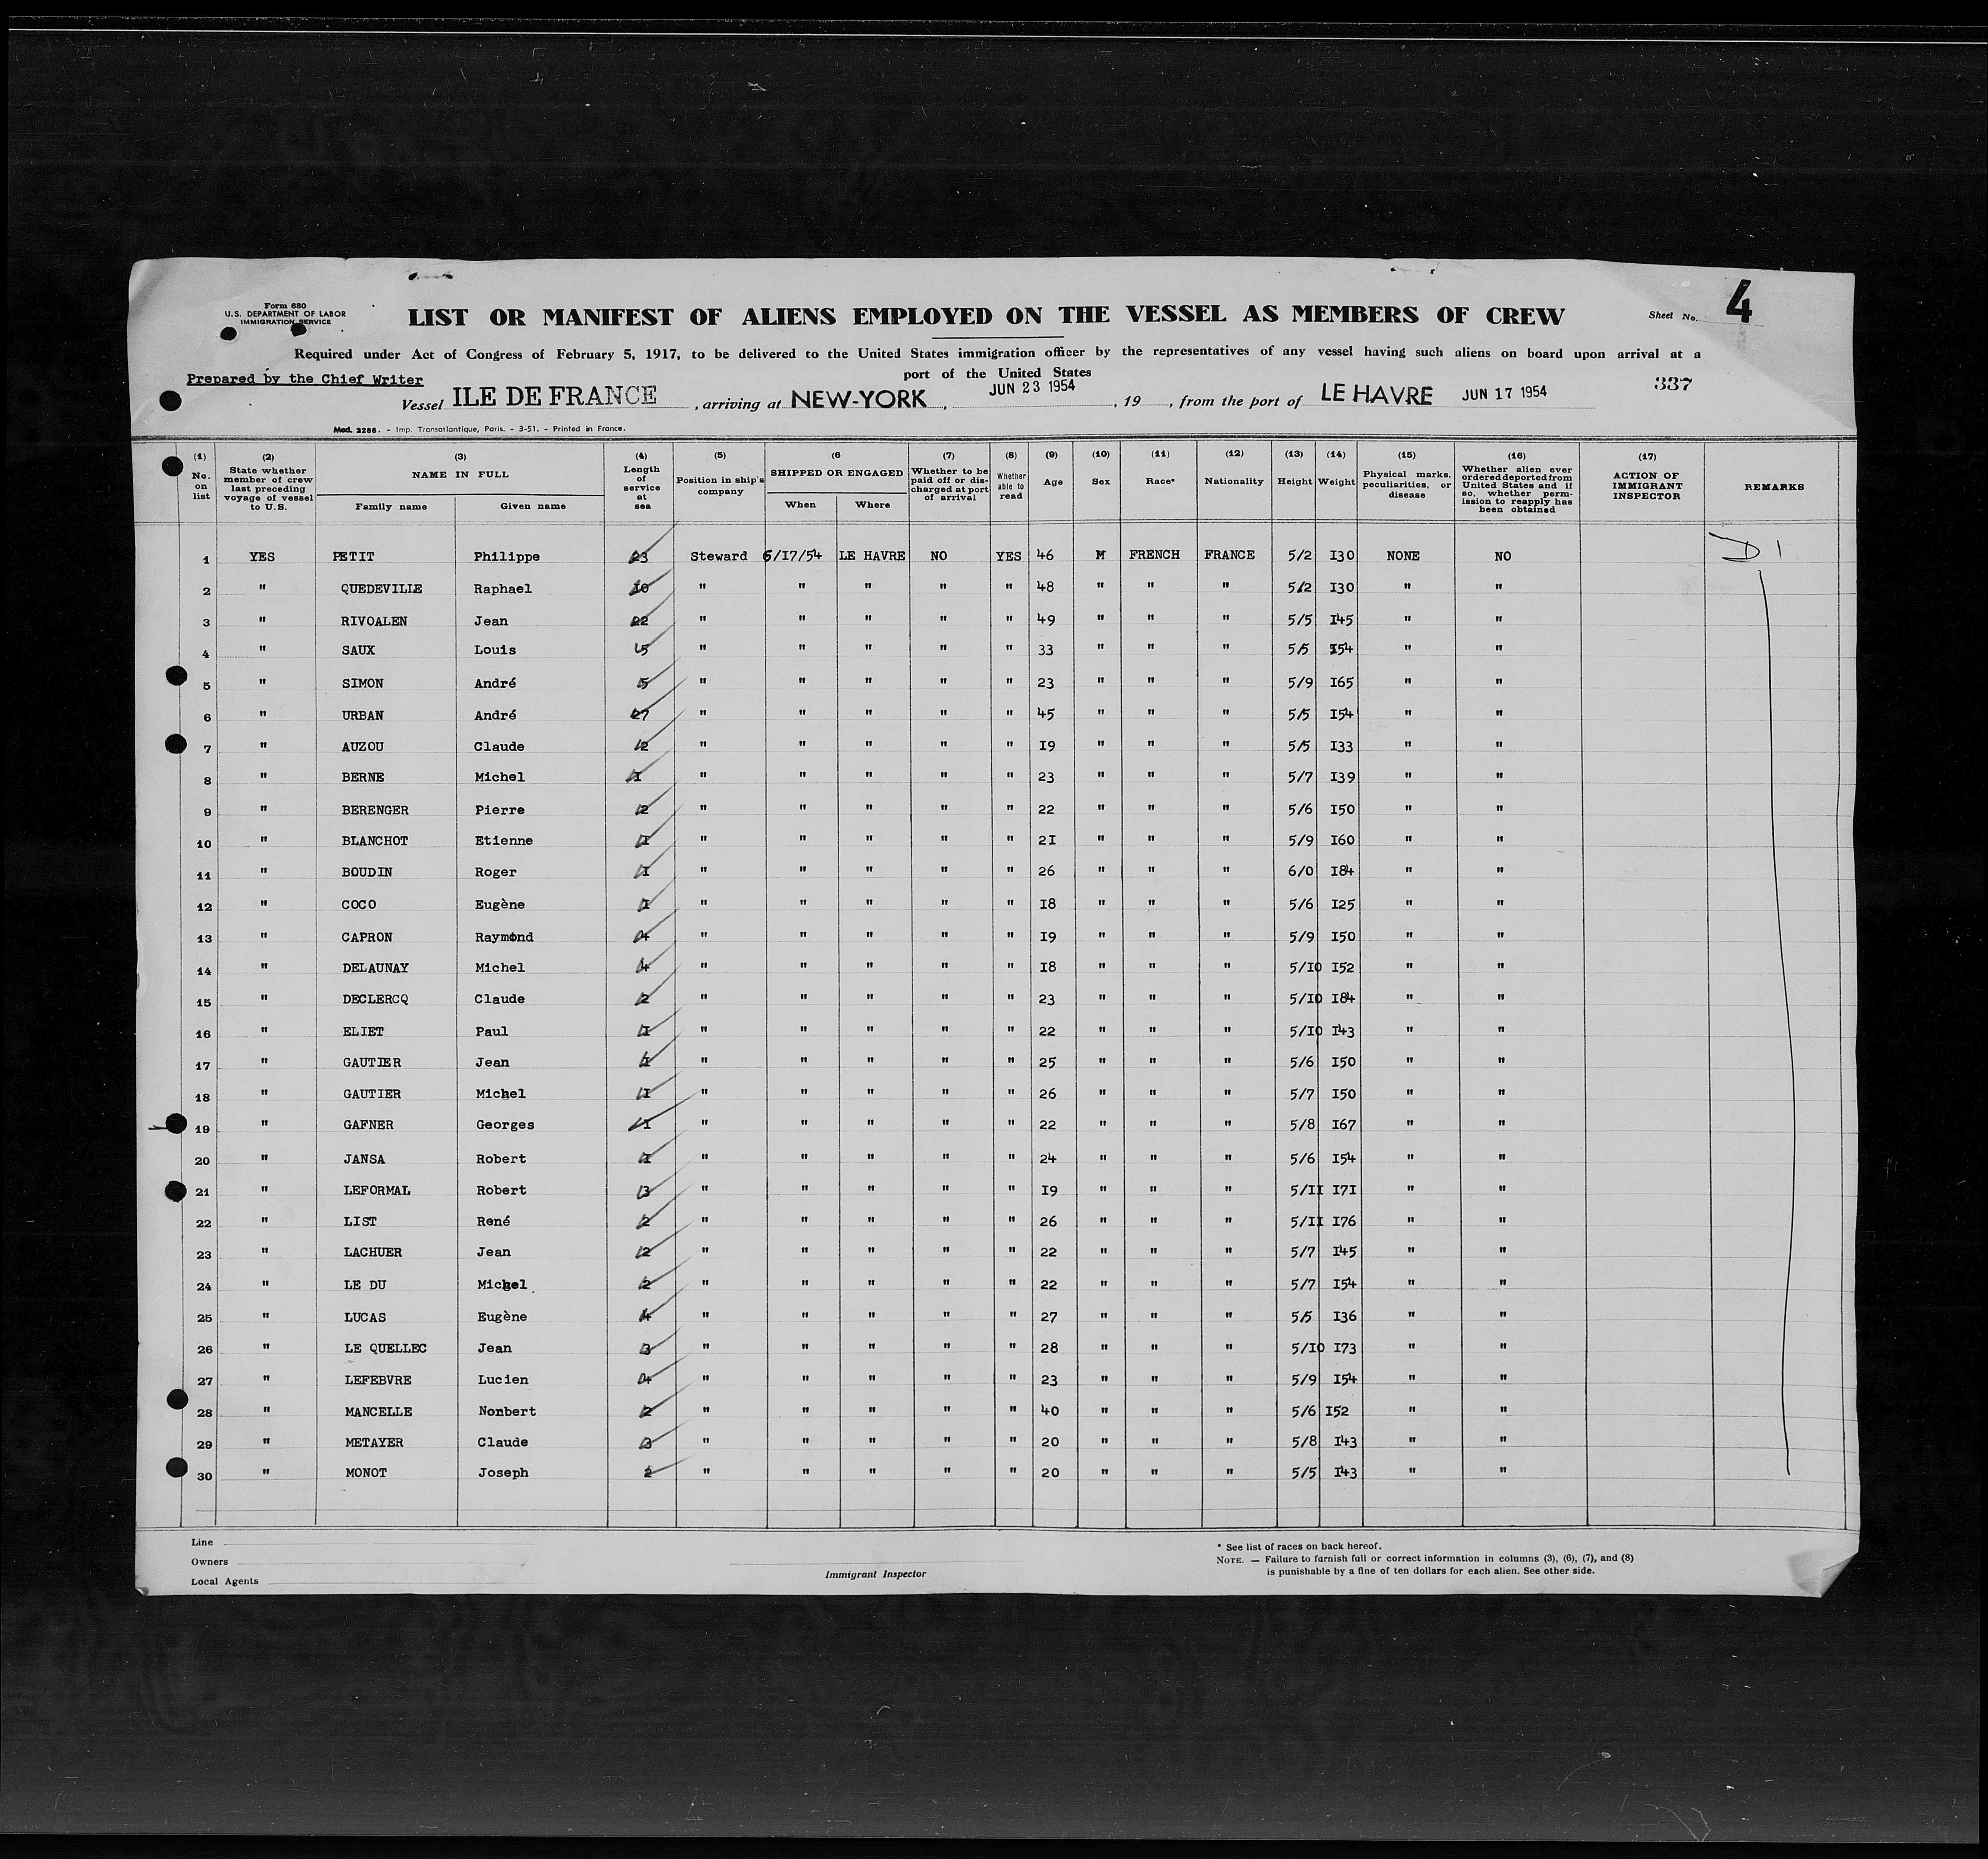 Form 680
U.S. DEPARTMENT OF LABOR
IMMIGRATION SERVICE
LIST OR MANIFEST OF ALIENS EMPLOYED ON THE VESSEL AS MEMBERS OF CREW
Sheet No. 4
Required under Act of Congress of February 5, 1917, to be delivered to the United States immigration officer by the representatives of any vessel having such aliens on board upon arrival at a
port of the United States
Prepared by the Chief Writer
337
Vessel ILE DE FRANCE, arriving at NEW-YORK, JUN 23 1954, 19, from the port of LE HAVRE JUN 17 1954
Mod. 2286. - Imp. Transatlantique, Paris. - 3-51. - Printed in France.
(1) No. on list (2) State whether member of crew last preceding voyage of vessel to U.S. (3) NAME IN FULL Family name Given name (4) Length of service at sea (5) Position in ship's company (6 SHIPPED OR ENGAGED When Where (7) Whether to be paid off or discharged at port of arrival (8) Whether able to read (9) Age (10) Sex (11) Race* (12) Nationality (13) Height (14) Weight (15) Physical marks, peculiarities, or disease (16) Whether alien ever ordered deported from United States and if so, whether permission to reapply has been obtained (17) ACTION OF IMMIGRANT INSPECTOR REMARKS
1 YES PETIT Philippe 23 Steward 6/17/54 LE HAVRE NO YES 46 M FRENCH FRANCE 5/2 130 NONE NO D 1
2 " QUEDEVILLE Raphael 10 " " " " " 48 " " " 5/2 130 " "
3 " RIVOALEN Jean 22 " " " " " 49 " " " 5/5 145 " "
4 " SAUX Louis 5 " " " " " 33 " " " 5/5 154 " "
5 " SIMON André 5 " " " " " 23 " " " 5/9 165 " "
6 " URBAN André 27 " " " " " 45 " " " 5/5 154 " "
7 " AUZOU Claude 2 " " " " " 19 " " " 5/5 133 " "
8 " BERNE Michel 1 " " " " " 23 " " " 5/7 139 " "
9 " BERENGER Pierre 2 " " " " " 22 " " " 5/6 150 " "
10 " BLANCHOT Etienne 1 " " " " " 21 " " " 5/9 160 " "
11 " BOUDIN Roger 1 " " " " " 26 " " " 6/0 184 " "
12 " COCO Eugène 1 " " " " " 18 " " " 5/6 125 " "
13 " CAPRON Raymond 4 " " " " " 19 " " " 5/9 150 " "
14 " DELAUNAY Michel 4 " " " " " 18 " " " 5/10 152 " "
15 " DECLERCQ Claude 2 " " " " " 23 " " " 5/10 184 " "
16 " ELIET Paul 1 " " " " " 22 " " " 5/10 143 " "
17 " GAUTIER Jean 1 " " " " " 25 " " " 5/6 150 " "
18 " GAUTIER Michel 1 " " " " " 26 " " " 5/7 150 " "
19 " GAFNER Georges 1 " " " " " 22 " " " 5/8 167 " "
20 " JANSA Robert 1 " " " " " 24 " " " 5/6 154 " "
21 " LEFORMAL Robert 3 " " " " " 19 " " " 5/11 171 " "
22 " LIST René 2 " " " " " 26 " " " 5/11 176 " "
23 " LACHUER Jean 2 " " " " " 22 " " " 5/7 145 " "
24 " LE DU Michel 2 " " " " " 22 " " " 5/7 154 " "
25 " LUCAS Eugène 4 " " " " " 27 " " " 5/5 136 " "
26 " LE QUELLEC Jean 3 " " " " " 28 " " " 5/10 173 " "
27 " LEFEBVRE Lucien 4 " " " " " 23 " " " 5/9 154 " "
28 " MANCELLE Nonbert 2 " " " " " 40 " " " 5/6 152 " "
29 " METAYER Claude 3 " " " " " 20 " " " 5/8 143 " "
30 " MONOT Joseph 2 " " " " " 20 " " " 5/5 143 " "
Line
Owners
Local Agents
Immigrant Inspector
* See list of races on back hereof.
NOTE. — Failure to furnish full or correct information in columns (3), (6), (7), and (8)
is punishable by a fine of ten dollars for each alien. See other side.